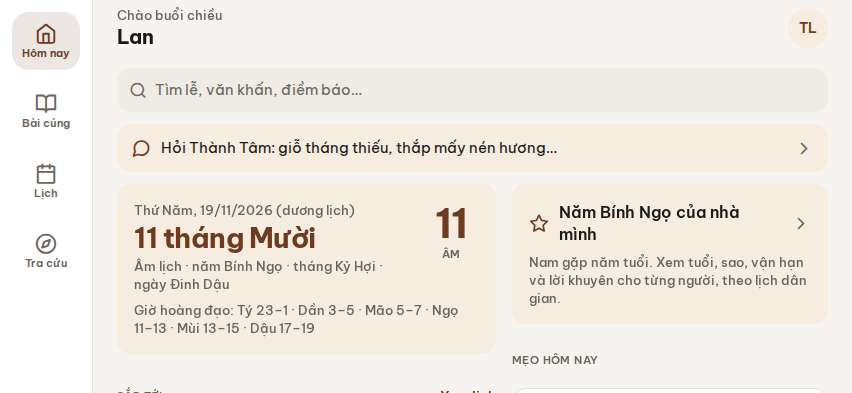 Hôm nay
Bài cúng
Lịch
Tra cứu
Chào buổi chiều
Lan
TL
Tìm lễ, văn khấn, điềm báo...
Hỏi Thành Tâm: giỗ tháng thiếu, thắp mấy nén hương...
Thứ Năm, 19/11/2026 (dương lịch)
11 tháng Mười
Âm lịch · năm Bính Ngọ · tháng Kỷ Hợi ·
ngày Đinh Dậu
Giờ hoàng đạo: Tý 23–1 · Dần 3–5 · Mão 5–7 · Ngọ
11–13 · Mùi 13–15 · Dậu 17–19
11
ÂM
Năm Bính Ngọ của nhà
mình
Nam gặp năm tuổi. Xem tuổi, sao, vận hạn
và lời khuyên cho từng người, theo lịch dân
gian.
MẸO HÔM NAY